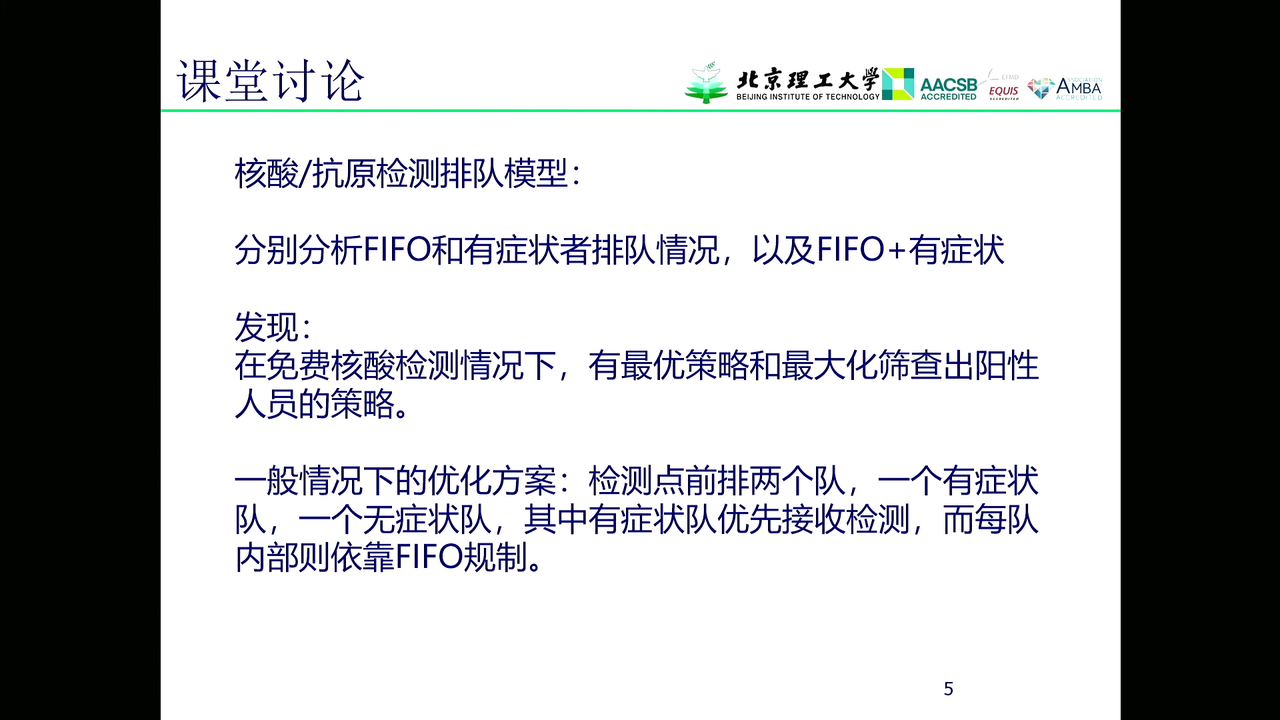 课堂讨论
北京理工大学
BEIJING INSTITUTE OF TECHNOLOGY
AACSB
ACCREDITED
EFMD
EQUIS
ACCREDITED
ASSOCIATION
AMBA
ACCREDITED
核酸/抗原检测排队模型：
分别分析FIFO和有症状者排队情况，以及FIFO+有症状
发现：
在免费核酸检测情况下，有最优策略和最大化筛查出阳性
人员的策略。
一般情况下的优化方案：检测点前排两个队，一个有症状
队，一个无症状队，其中有症状队优先接收检测，而每队
内部则依靠FIFO规制。
5